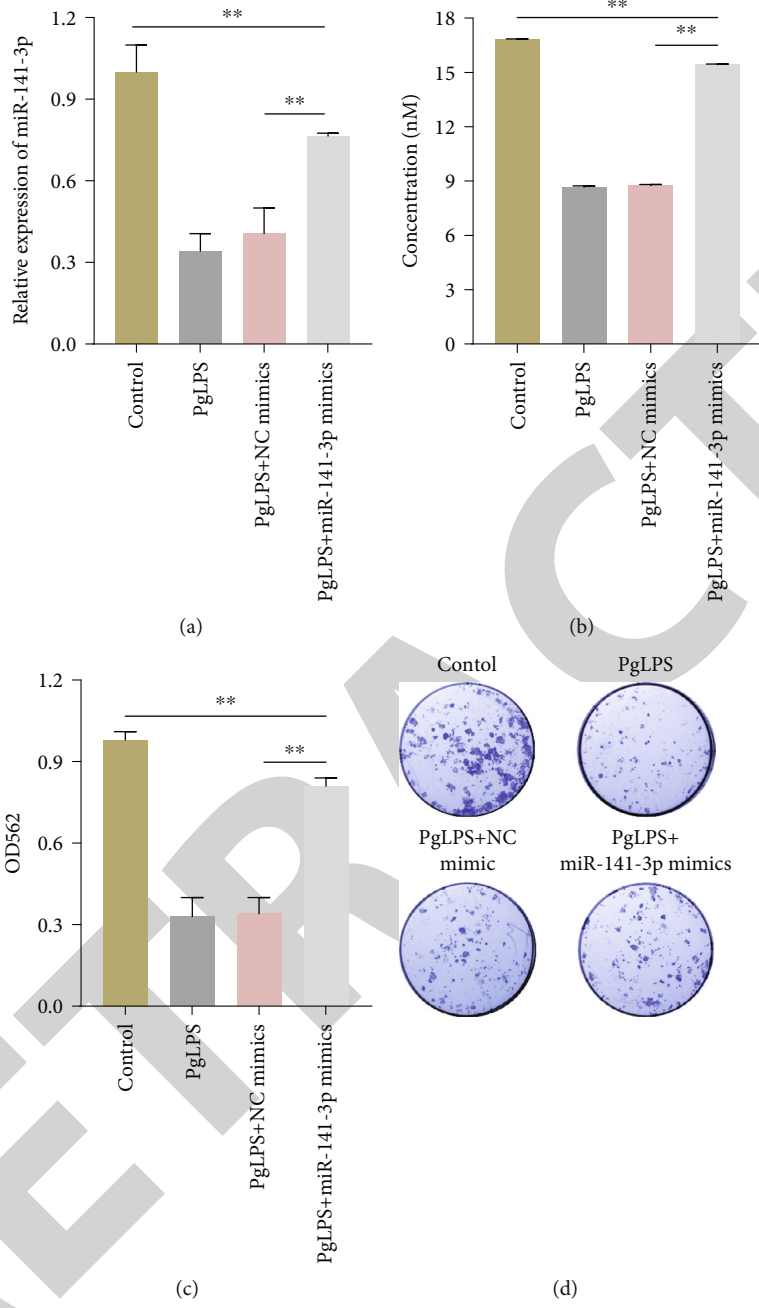 Relative expression of miR-141-3p
1.2
0.9
0.6
0.3
0.0
**
**
Control
PgLPS
PgLPS+NC mimics
PgLPS+miR-141-3p mimics
(a)
Concentration (nM)
18
15
12
9
6
3
0
**
**
Control
PgLPS
PgLPS+NC mimics
PgLPS+miR-141-3p mimics
(b)
OD562
1.2
0.9
0.6
0.3
0.0
**
**
Control
PgLPS
PgLPS+NC mimics
PgLPS+miR-141-3p mimics
(c)
Contol
PgLPS
PgLPS+NC
mimic
PgLPS+
miR-141-3p mimics
(d)
ETRACT